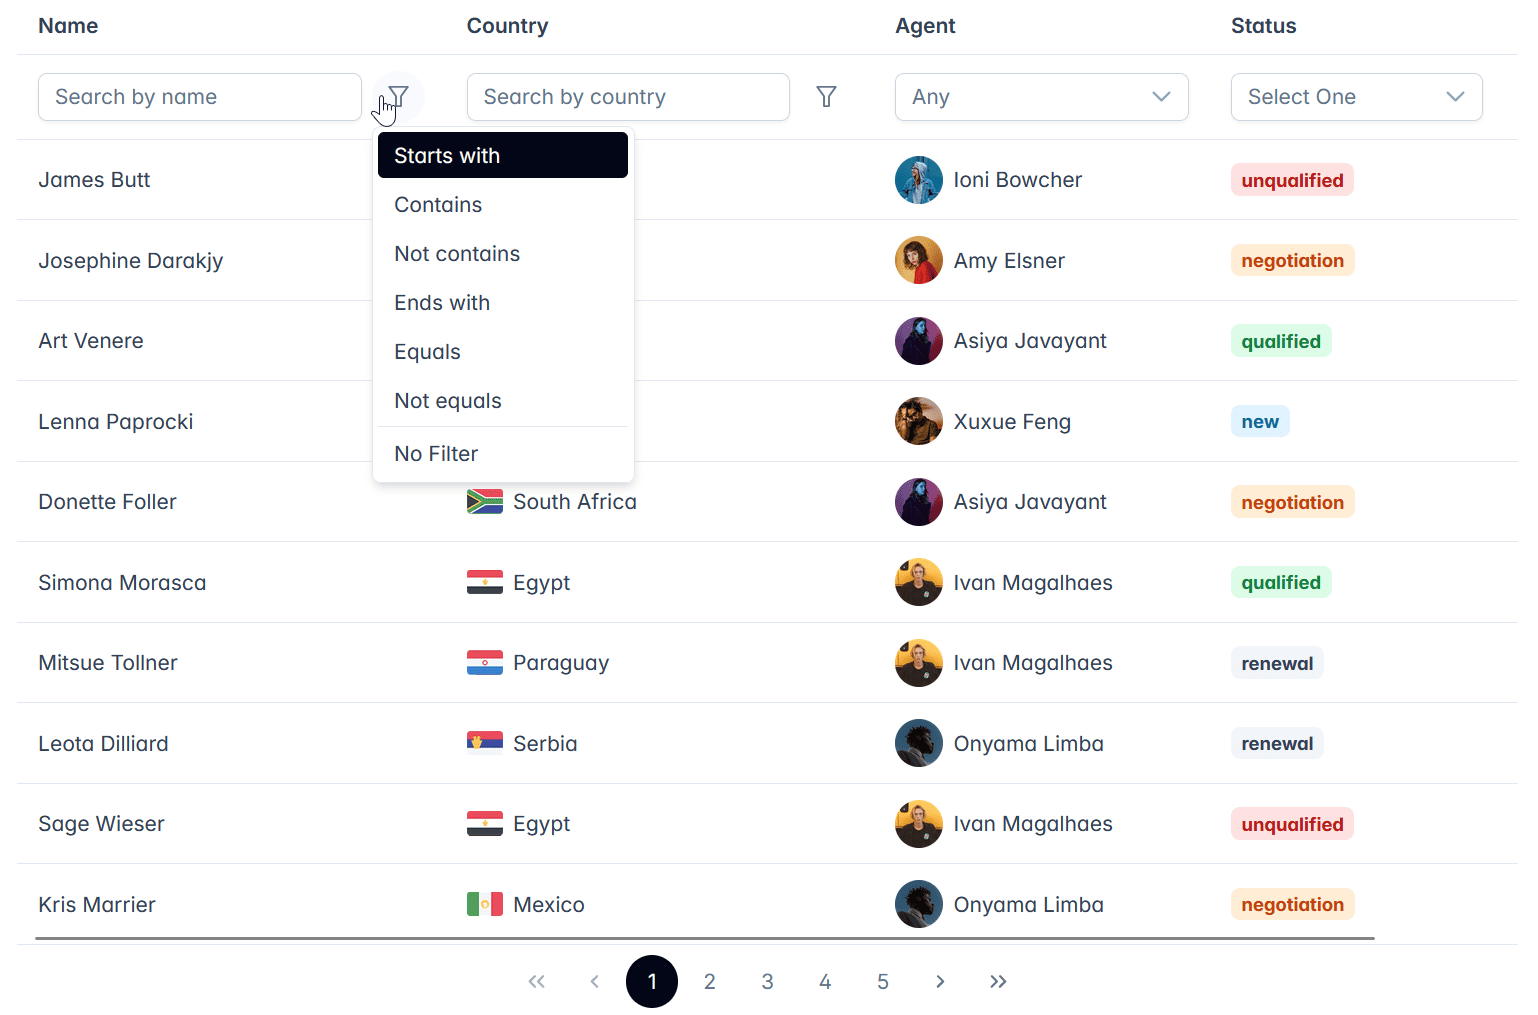 Name Country Agent Status
Search by name Search by country Any Select One
Starts with
Contains
Not contains
Ends with
Equals
Not equals
No Filter
James Butt Ioni Bowcher unqualified
Josephine Darakjy Amy Elsner negotiation
Art Venere Asiya Javayant qualified
Lenna Paprocki Xuxue Feng new
Donette Foller South Africa Asiya Javayant negotiation
Simona Morasca Egypt Ivan Magalhaes qualified
Mitsue Tollner Paraguay Ivan Magalhaes renewal
Leota Dilliard Serbia Onyama Limba renewal
Sage Wieser Egypt Ivan Magalhaes unqualified
Kris Marrier Mexico Onyama Limba negotiation
« ‹ 1 2 3 4 5 › »